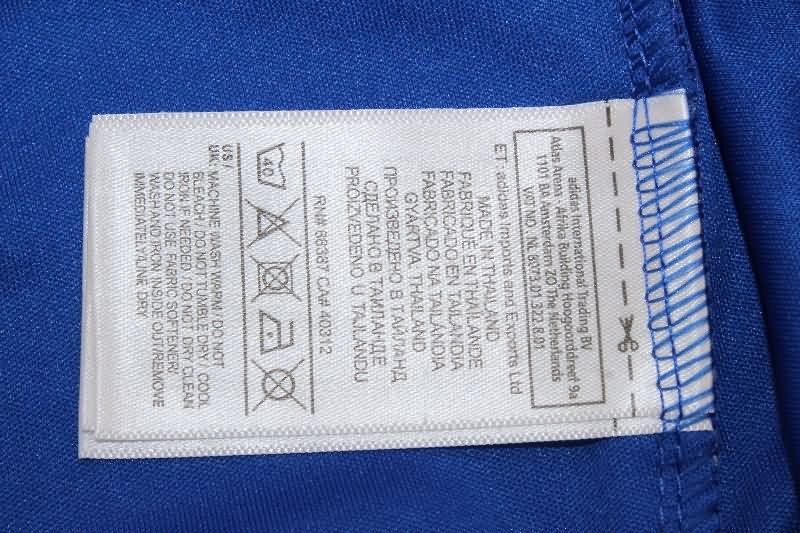 adidas International Trading BV
Atlas Arena - Afrika Building Hoogoorddreef 9a
1101 BA Amsterdam ZO The Netherlands
VAT NO. NL 8073.01.322.B.01
ET: adidas Imports and Exports Ltd
MADE IN THAILAND
FABRIQUE EN THAILANDE
FABRICADO EN TAILANDIA
FABRICADO NA TAILÂNDIA
GYÁRTVA THAILAND
ПРОИЗВЕДЕНО В ТАЙЛАНД
СДЕЛАНО В ТАИЛАНДЕ
PROIZVEDENO U TAJLANDU
RN# 88387 CA# 40312
40
US /
UK: MACHINE WASH WARM / DO NOT
BLEACH / DO NOT TUMBLE DRY / COOL
IRON IF NEEDED / DO NOT DRY CLEAN
DO NOT USE FABRIC SOFTENER/
WASH AND IRON INSIDE OUT/REMOVE
IMMEDIATELY/LINE DRY